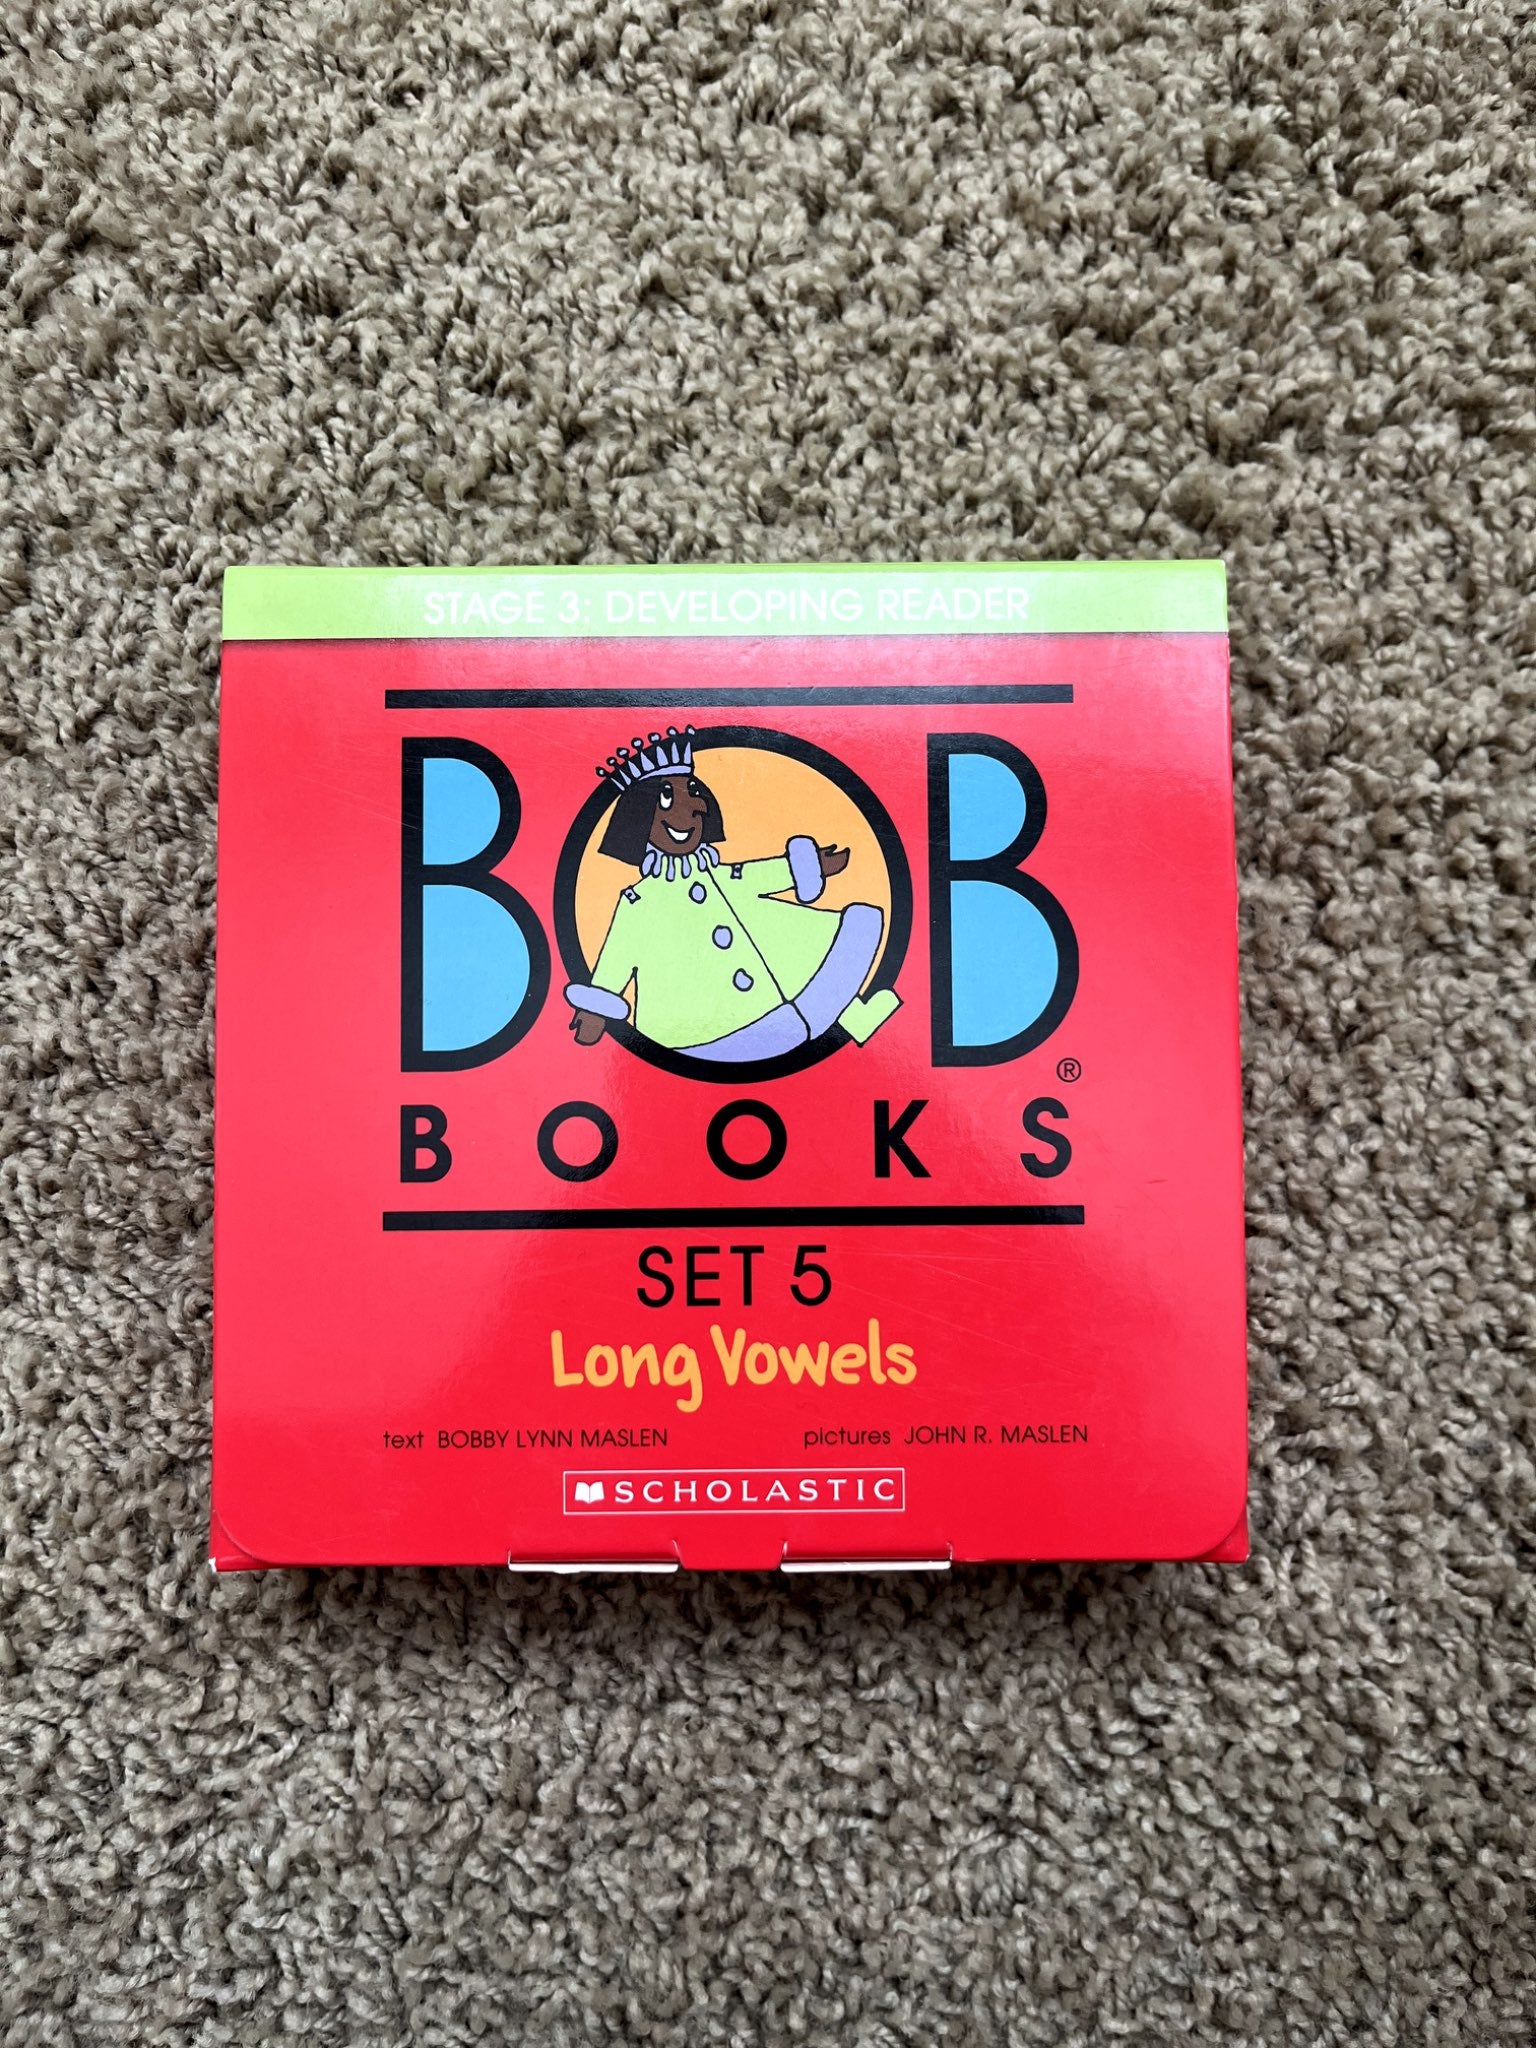 STAGE 3: DEVELOPING READER
BOB®
BOOKS
SET 5
Long Vowels
text BOBBY LYNN MASLEN pictures JOHN R. MASLEN
SCHOLASTIC